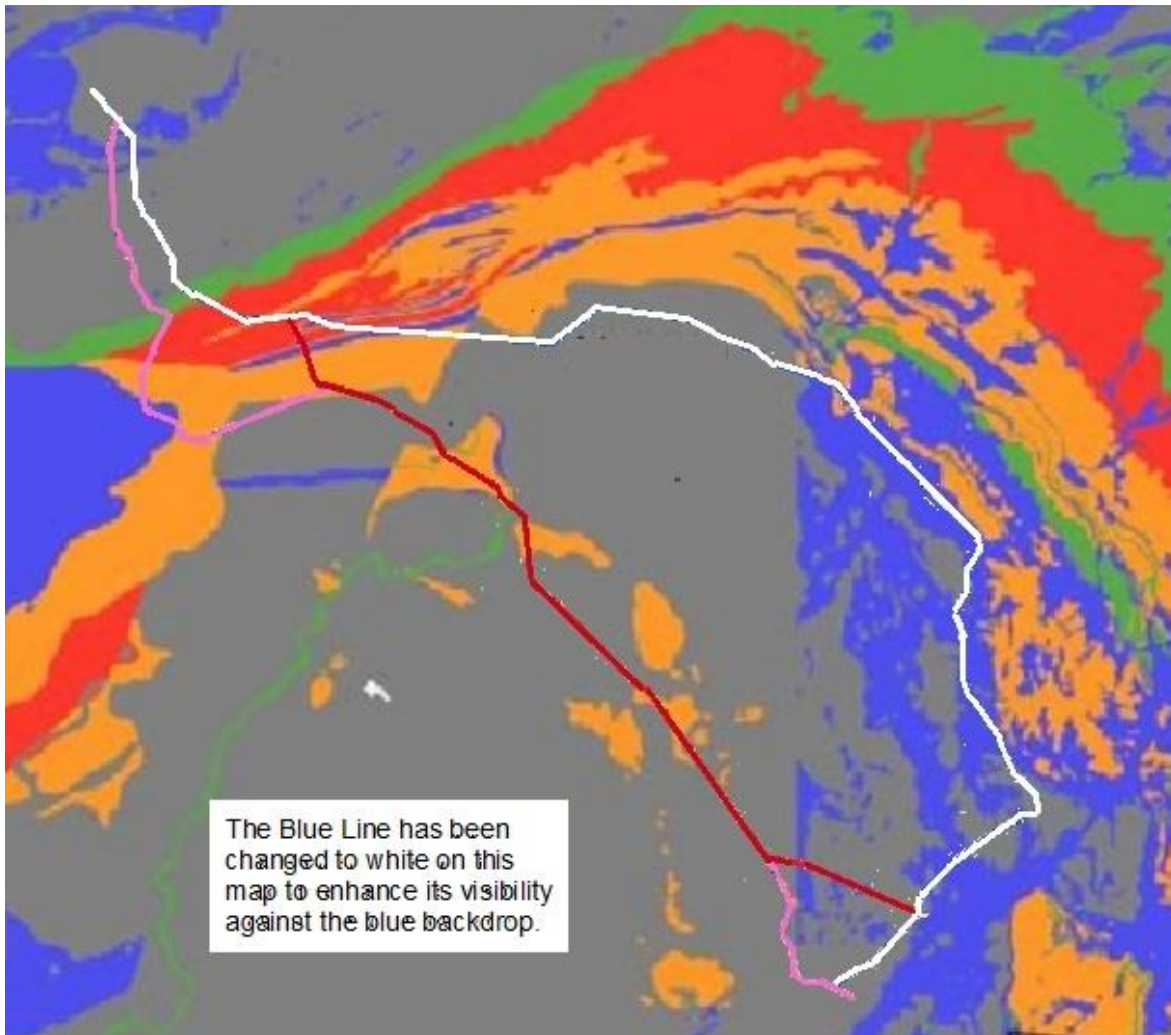 The Blue Line has been
changed to white on this
map to enhance its visibility
against the blue backdrop.